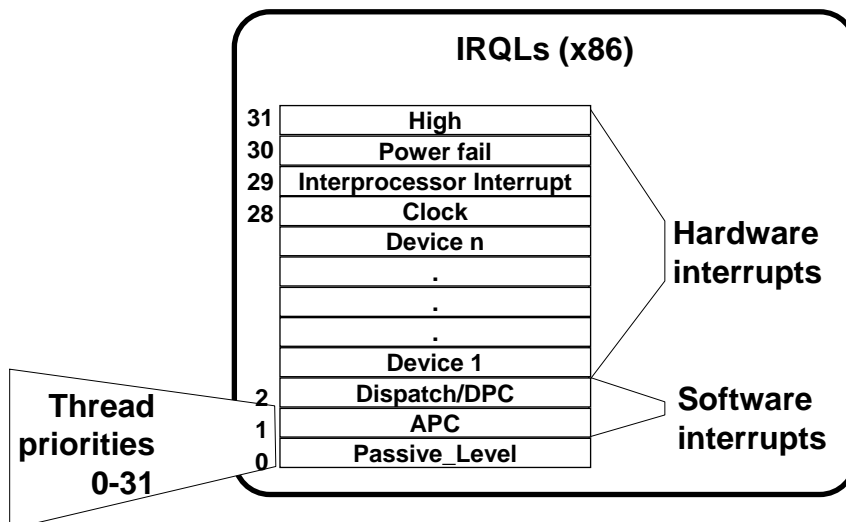 IRQLs (x86)
31 High
30 Power fail
29 Interprocessor Interrupt
28 Clock
Device n
.
.
.
Device 1
Hardware
interrupts
2 Dispatch/DPC
1 APC
0 Passive_Level
Software
interrupts
Thread
priorities
0-31